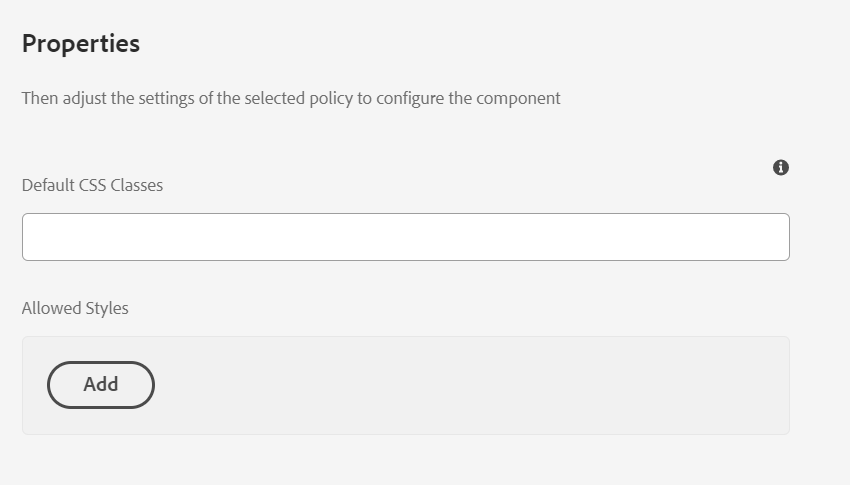 Properties
Then adjust the settings of the selected policy to configure the component
Default CSS Classes
Allowed Styles
Add